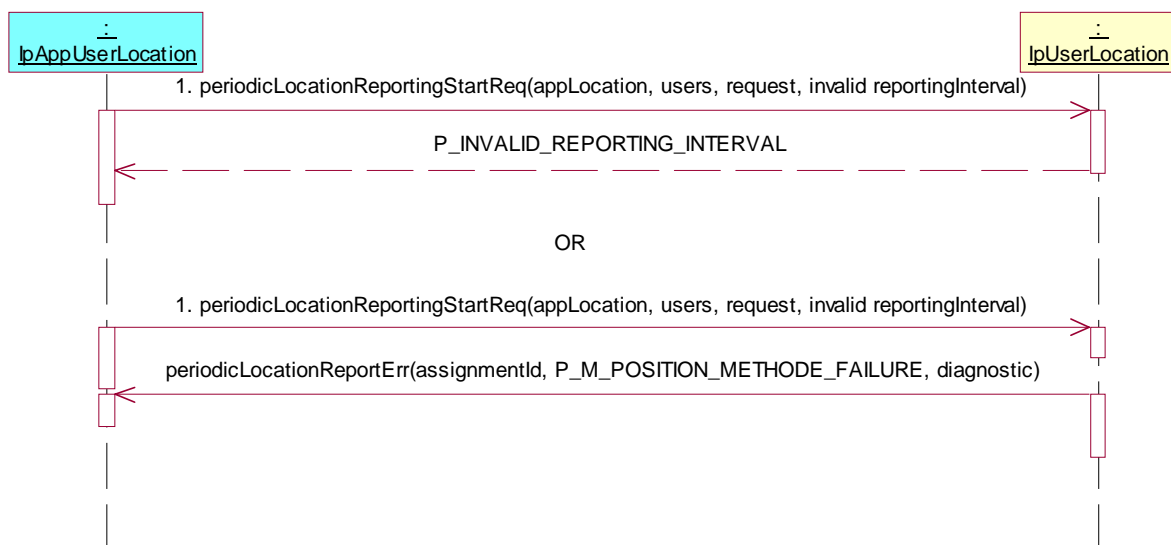 :
IpAppUserLocation
:
IpUserLocation
1. periodicLocationReportingStartReq(appLocation, users, request, invalid reportingInterval)
P_INVALID_REPORTING_INTERVAL
OR
1. periodicLocationReportingStartReq(appLocation, users, request, invalid reportingInterval)
periodicLocationReportErr(assignmentId, P_M_POSITION_METHODE_FAILURE, diagnostic)